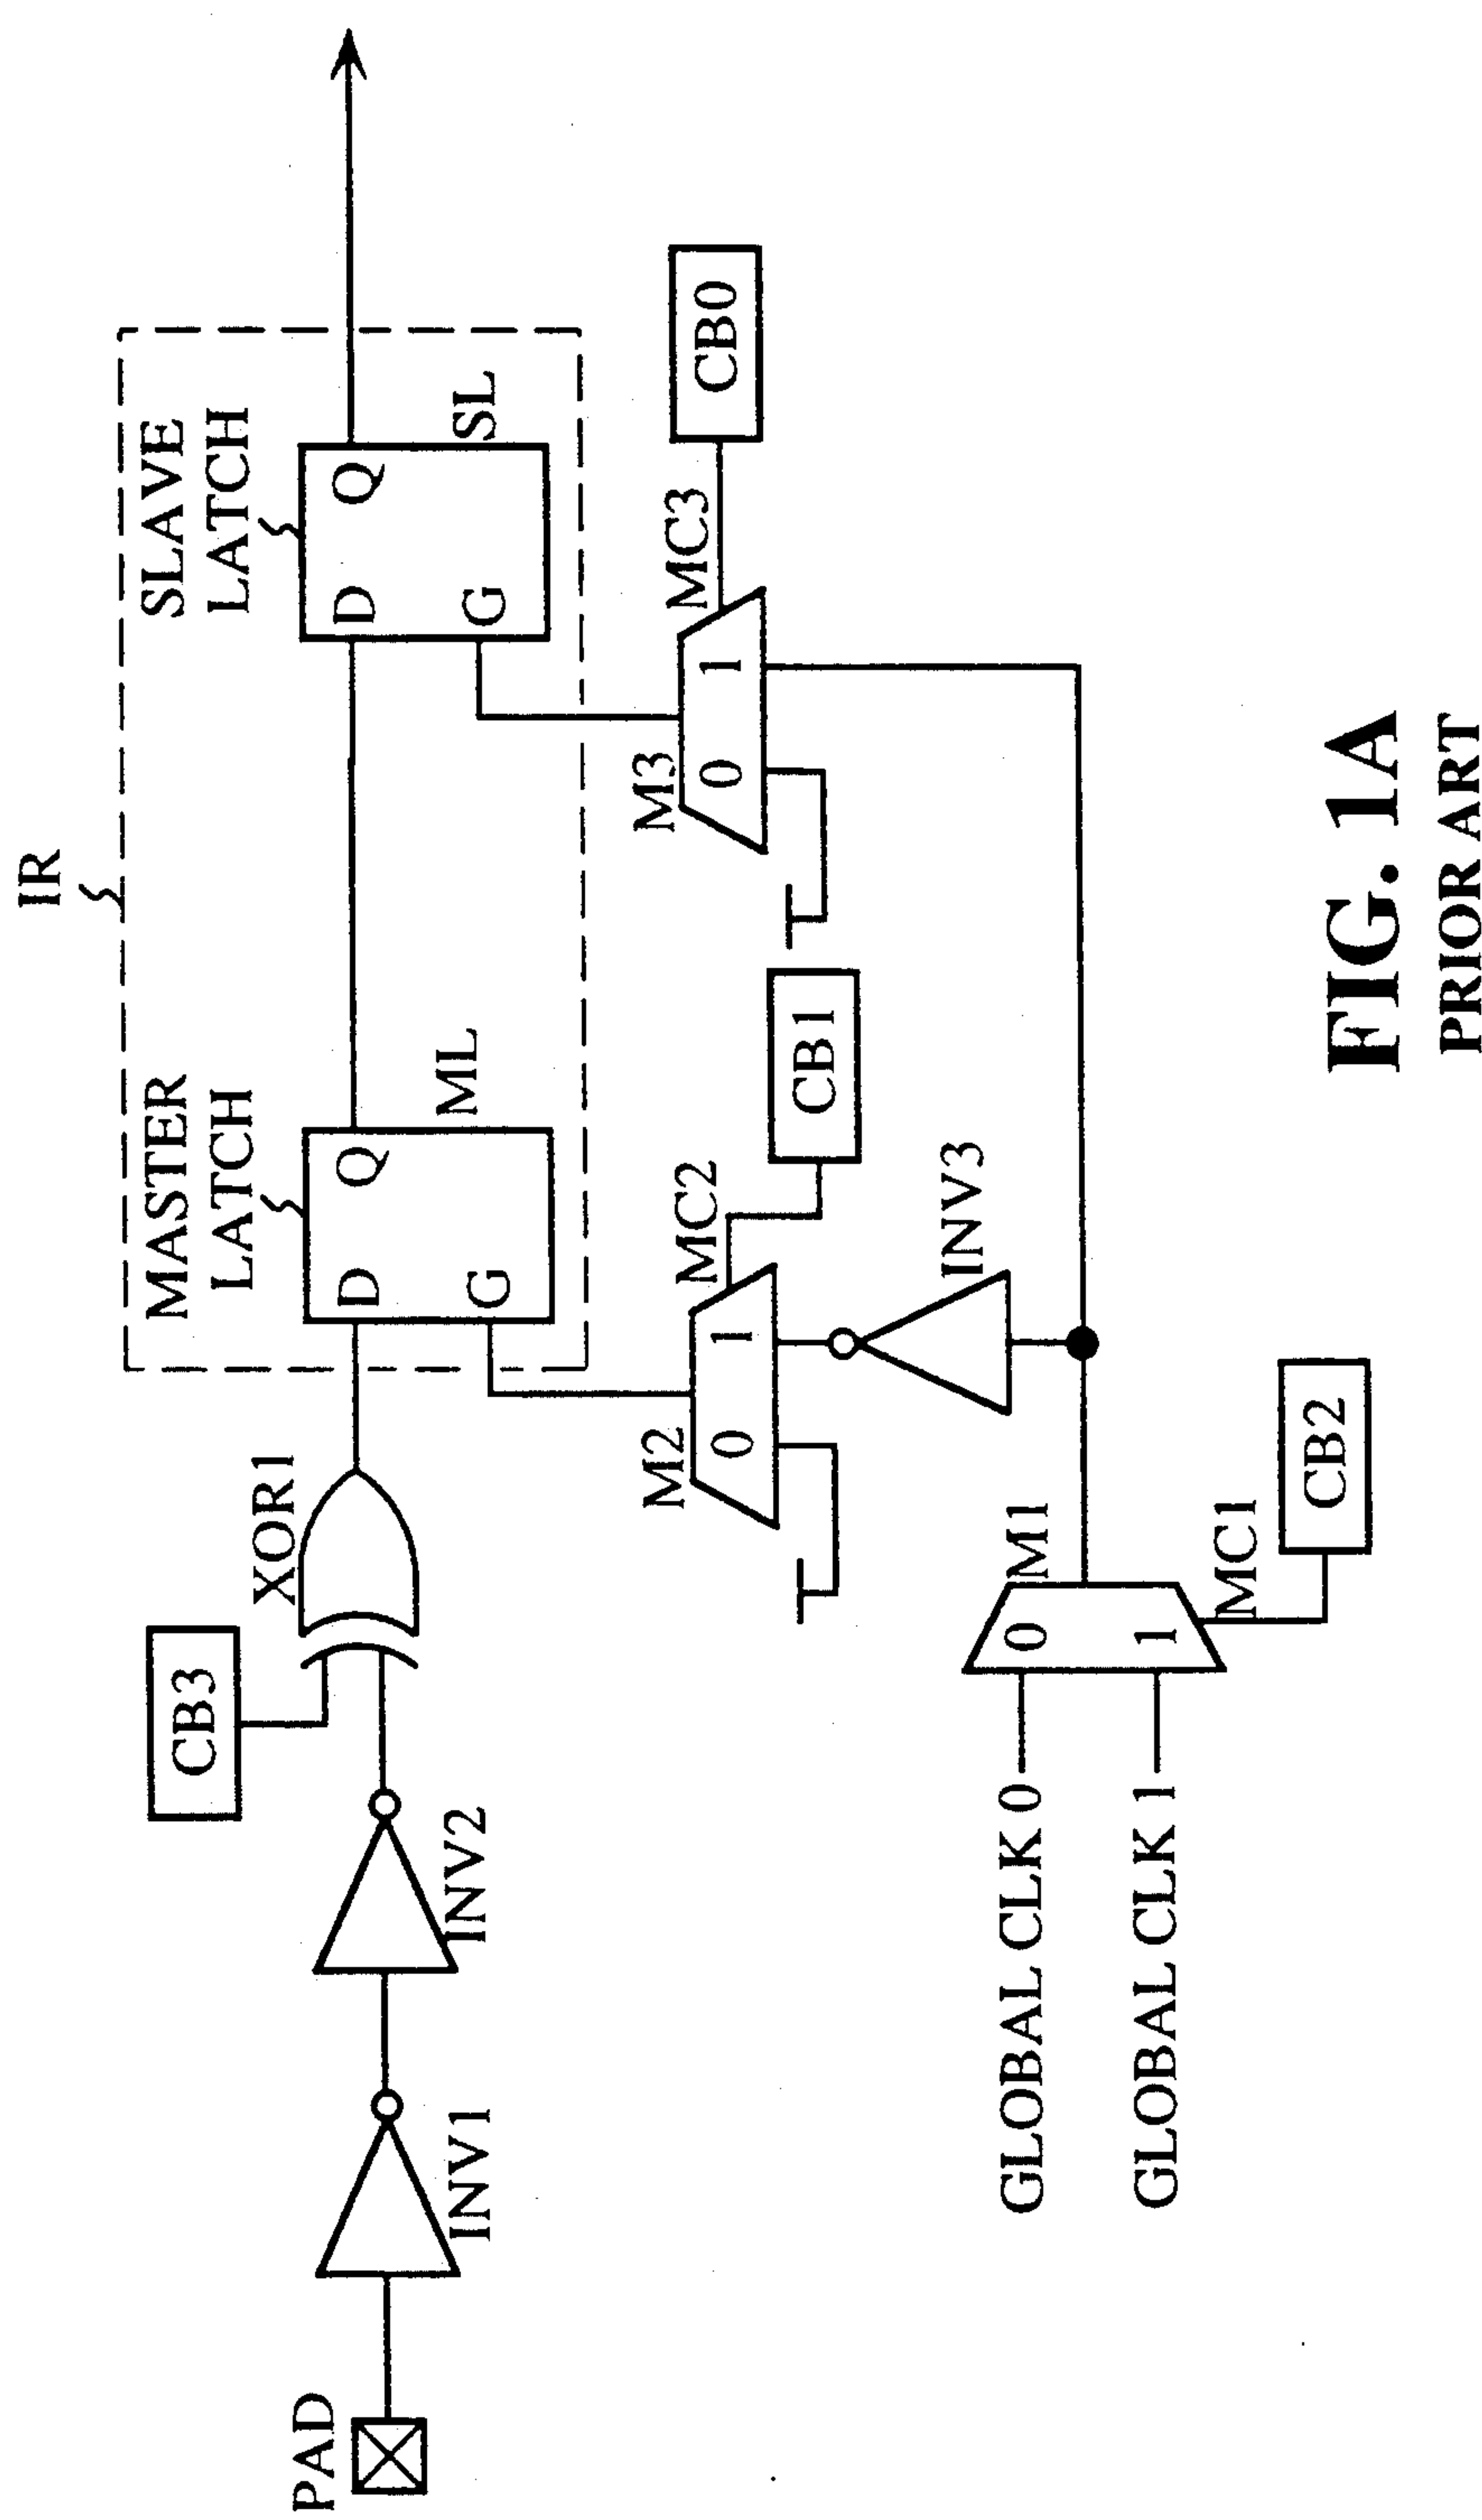 IR
MASTER
LATCH
SLAVE
LATCH
CB3
XOR1
PAD
INV1
INV2
D
Q
G
ML
D
Q
G
SL
M2
0
1
MC2
CB1
M3
0
1
MC3
CB0
INV3
GLOBAL CLK 0
GLOBAL CLK 1
0
1
M1
MC1
CB2
FIG. 1A
PRIOR ART